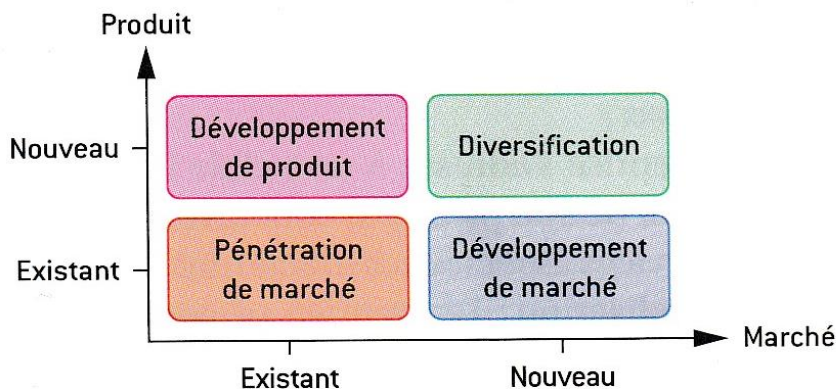 Produit
Nouveau
Développement
de produit
Diversification
Existant
Pénétration
de marché
Développement
de marché
Marché
Existant
Nouveau